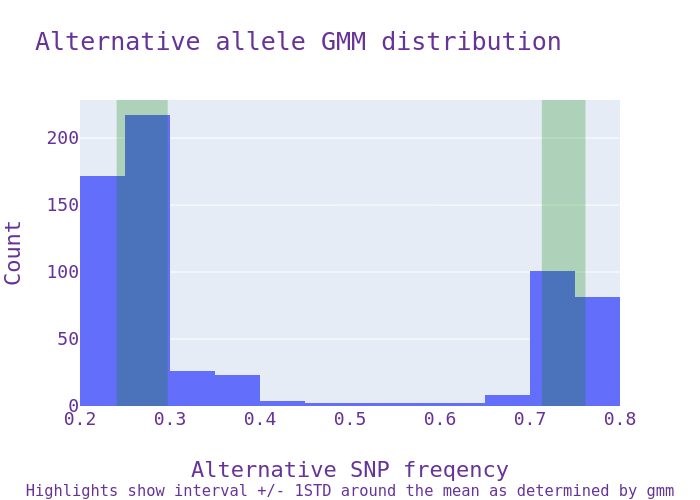 Alternative allele GMM distribution
200
150
100
50
0
Count
0.2 0.3 0.4 0.5 0.6 0.7 0.8
Alternative SNP freqency
Highlights show interval +/- 1STD around the mean as determined by gmm